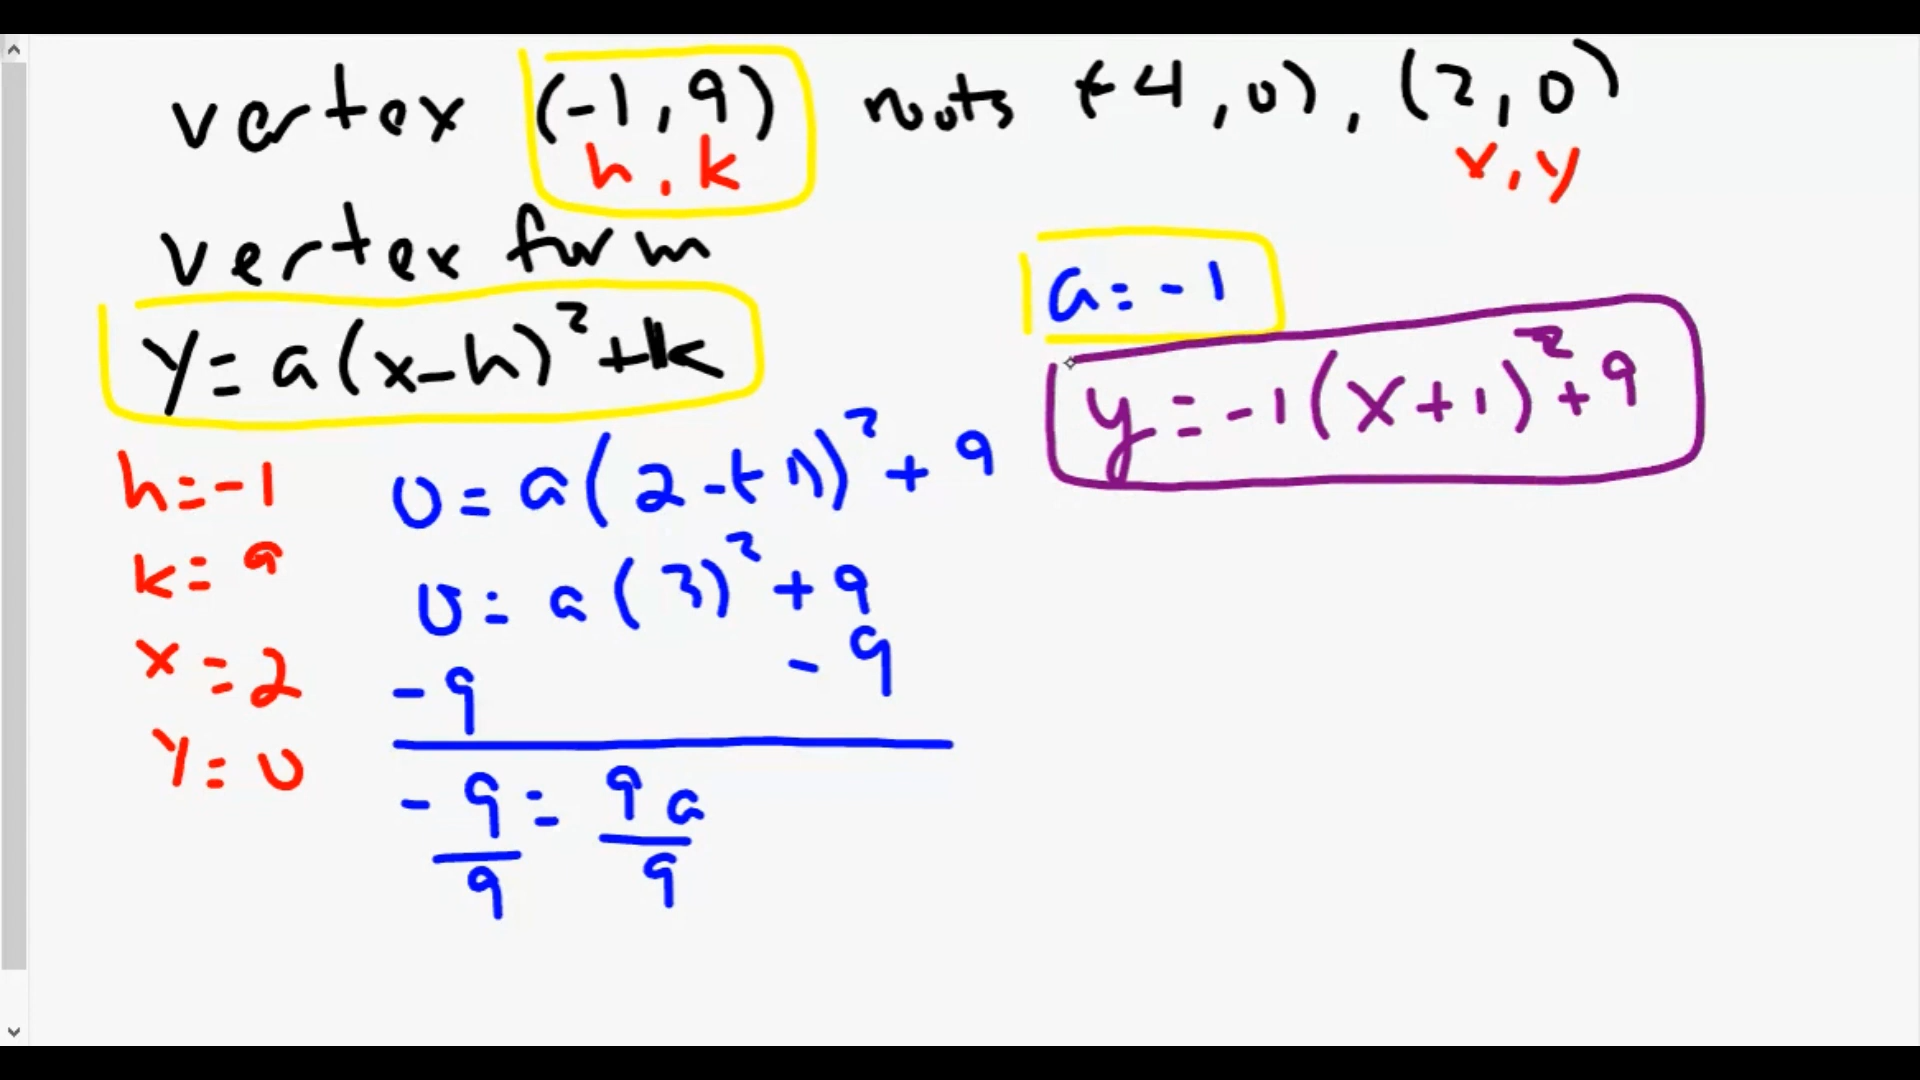 vertex (-1, 9) roots (-4, 0), (2, 0)
h, k x, y
vertex form
a = -1
y = a(x-h)² + k
y = -1(x+1)² + 9
h = -1
0 = a(2-(-1))² + 9
k = 9
0 = a(3)² + 9
-9 -9
x = 2
y = 0
-9 = 9a
9 9